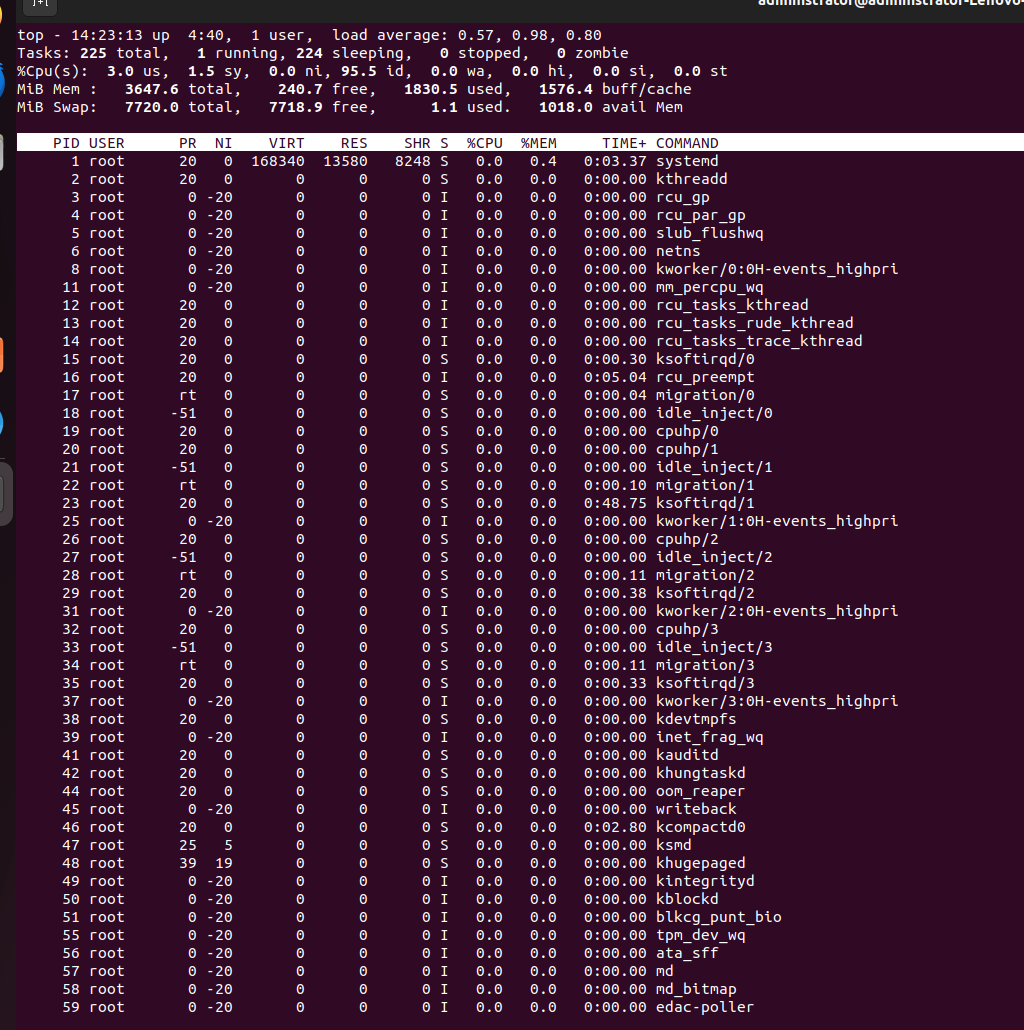 administrator@administrator-Lenovo-
top - 14:23:13 up  4:40,  1 user,  load average: 0.57, 0.98, 0.80
Tasks: 225 total,   1 running, 224 sleeping,   0 stopped,   0 zombie
%Cpu(s):  3.0 us,  1.5 sy,  0.0 ni, 95.5 id,  0.0 wa,  0.0 hi,  0.0 si,  0.0 st
MiB Mem :   3647.6 total,    240.7 free,   1830.5 used,   1576.4 buff/cache
MiB Swap:   7720.0 total,   7718.9 free,      1.1 used.   1018.0 avail Mem
PID USER      PR  NI    VIRT    RES    SHR S  %CPU  %MEM     TIME+ COMMAND
1 root      20   0  168340  13580   8248 S   0.0   0.4   0:03.37 systemd
2 root      20   0       0      0      0 S   0.0   0.0   0:00.00 kthreadd
3 root       0 -20       0      0      0 I   0.0   0.0   0:00.00 rcu_gp
4 root       0 -20       0      0      0 I   0.0   0.0   0:00.00 rcu_par_gp
5 root       0 -20       0      0      0 I   0.0   0.0   0:00.00 slub_flushwq
6 root       0 -20       0      0      0 I   0.0   0.0   0:00.00 netns
8 root       0 -20       0      0      0 I   0.0   0.0   0:00.00 kworker/0:0H-events_highpri
11 root       0 -20       0      0      0 I   0.0   0.0   0:00.00 mm_percpu_wq
12 root      20   0       0      0      0 I   0.0   0.0   0:00.00 rcu_tasks_kthread
13 root      20   0       0      0      0 I   0.0   0.0   0:00.00 rcu_tasks_rude_kthread
14 root      20   0       0      0      0 I   0.0   0.0   0:00.00 rcu_tasks_trace_kthread
15 root      20   0       0      0      0 S   0.0   0.0   0:00.30 ksoftirqd/0
16 root      20   0       0      0      0 I   0.0   0.0   0:05.04 rcu_preempt
17 root      rt   0       0      0      0 S   0.0   0.0   0:00.04 migration/0
18 root     -51   0       0      0      0 S   0.0   0.0   0:00.00 idle_inject/0
19 root      20   0       0      0      0 S   0.0   0.0   0:00.00 cpuhp/0
20 root      20   0       0      0      0 S   0.0   0.0   0:00.00 cpuhp/1
21 root     -51   0       0      0      0 S   0.0   0.0   0:00.00 idle_inject/1
22 root      rt   0       0      0      0 S   0.0   0.0   0:00.10 migration/1
23 root      20   0       0      0      0 S   0.0   0.0   0:48.75 ksoftirqd/1
25 root       0 -20       0      0      0 I   0.0   0.0   0:00.00 kworker/1:0H-events_highpri
26 root      20   0       0      0      0 S   0.0   0.0   0:00.00 cpuhp/2
27 root     -51   0       0      0      0 S   0.0   0.0   0:00.00 idle_inject/2
28 root      rt   0       0      0      0 S   0.0   0.0   0:00.11 migration/2
29 root      20   0       0      0      0 S   0.0   0.0   0:00.38 ksoftirqd/2
31 root       0 -20       0      0      0 I   0.0   0.0   0:00.00 kworker/2:0H-events_highpri
32 root      20   0       0      0      0 S   0.0   0.0   0:00.00 cpuhp/3
33 root     -51   0       0      0      0 S   0.0   0.0   0:00.00 idle_inject/3
34 root      rt   0       0      0      0 S   0.0   0.0   0:00.11 migration/3
35 root      20   0       0      0      0 S   0.0   0.0   0:00.33 ksoftirqd/3
37 root       0 -20       0      0      0 I   0.0   0.0   0:00.00 kworker/3:0H-events_highpri
38 root      20   0       0      0      0 S   0.0   0.0   0:00.00 kdevtmpfs
39 root       0 -20       0      0      0 I   0.0   0.0   0:00.00 inet_frag_wq
41 root      20   0       0      0      0 S   0.0   0.0   0:00.00 kauditd
42 root      20   0       0      0      0 S   0.0   0.0   0:00.00 khungtaskd
44 root      20   0       0      0      0 S   0.0   0.0   0:00.00 oom_reaper
45 root       0 -20       0      0      0 I   0.0   0.0   0:00.00 writeback
46 root      20   0       0      0      0 S   0.0   0.0   0:02.80 kcompactd0
47 root      25   5       0      0      0 S   0.0   0.0   0:00.00 ksmd
48 root      39  19       0      0      0 S   0.0   0.0   0:00.00 khugepaged
49 root       0 -20       0      0      0 I   0.0   0.0   0:00.00 kintegrityd
50 root       0 -20       0      0      0 I   0.0   0.0   0:00.00 kblockd
51 root       0 -20       0      0      0 I   0.0   0.0   0:00.00 blkcg_punt_bio
55 root       0 -20       0      0      0 I   0.0   0.0   0:00.00 tpm_dev_wq
56 root       0 -20       0      0      0 I   0.0   0.0   0:00.00 ata_sff
57 root       0 -20       0      0      0 I   0.0   0.0   0:00.00 md
58 root       0 -20       0      0      0 I   0.0   0.0   0:00.00 md_bitmap
59 root       0 -20       0      0      0 I   0.0   0.0   0:00.00 edac-poller